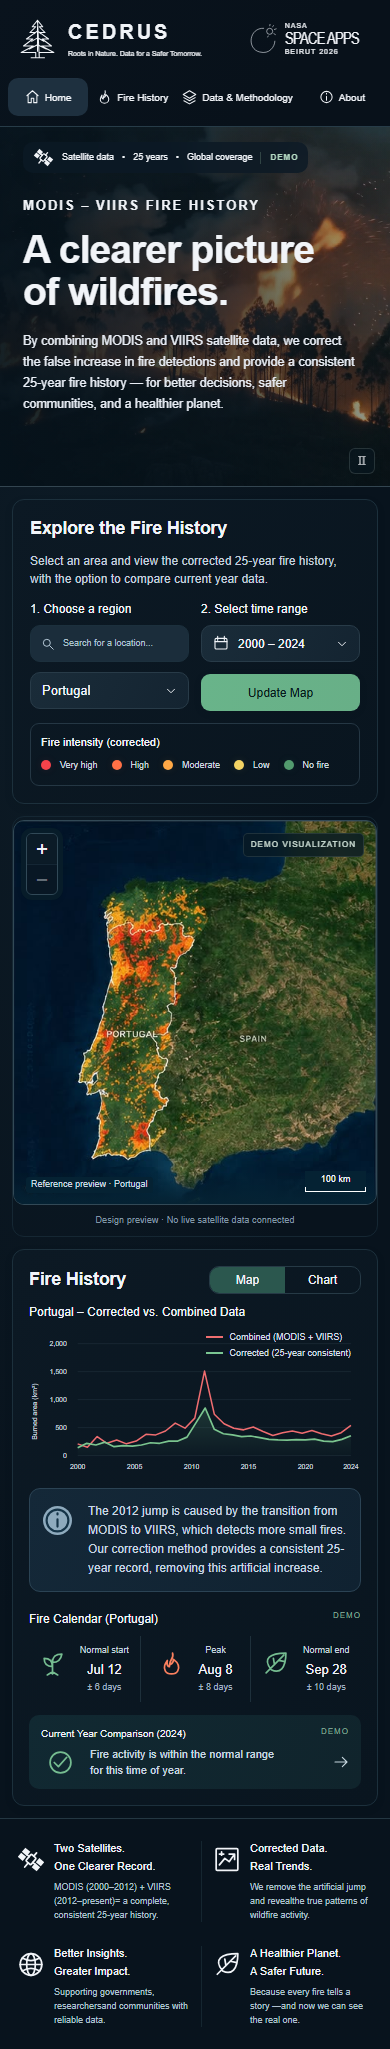 CEDRUS
Roots in Nature. Data for a Safer Tomorrow.
NASA
SPACE APPS
BEIRUT 2026
Home
Fire History
Data & Methodology
About
Satellite data • 25 years • Global coverage
DEMO
MODIS – VIIRS FIRE HISTORY
A clearer picture
of wildfires.
By combining MODIS and VIIRS satellite data, we correct
the false increase in fire detections and provide a consistent
25-year fire history — for better decisions, safer
communities, and a healthier planet.
Explore the Fire History
Select an area and view the corrected 25-year fire history,
with the option to compare current year data.
1. Choose a region
2. Select time range
Search for a location...
2000 – 2024
Portugal
Update Map
Fire intensity (corrected)
Very high
High
Moderate
Low
No fire
+
−
DEMO VISUALIZATION
PORTUGAL
SPAIN
Reference preview · Portugal
100 km
Design preview · No live satellite data connected
Fire History
Map
Chart
Portugal – Corrected vs. Combined Data
Combined (MODIS + VIIRS)
Corrected (25-year consistent)
Burned area (km²)
2,000
1,500
1,000
500
0
2000
2005
2010
2015
2020
2024
The 2012 jump is caused by the transition from
MODIS to VIIRS, which detects more small fires.
Our correction method provides a consistent 25-
year record, removing this artificial increase.
Fire Calendar (Portugal)
DEMO
Normal start
Jul 12
± 6 days
Peak
Aug 8
± 8 days
Normal end
Sep 28
± 10 days
Current Year Comparison (2024)
DEMO
Fire activity is within the normal range
for this time of year.
Two Satellites.
One Clearer Record.
MODIS (2000–2012) + VIIRS
(2012–present)= a complete,
consistent 25-year history.
Corrected Data.
Real Trends.
We remove the artificial jump
and revealthe true patterns of
wildfire activity.
Better Insights.
Greater Impact.
Supporting governments,
researchersand communities with
reliable data.
A Healthier Planet.
A Safer Future.
Because every fire tells a
story —and now we can see
the real one.